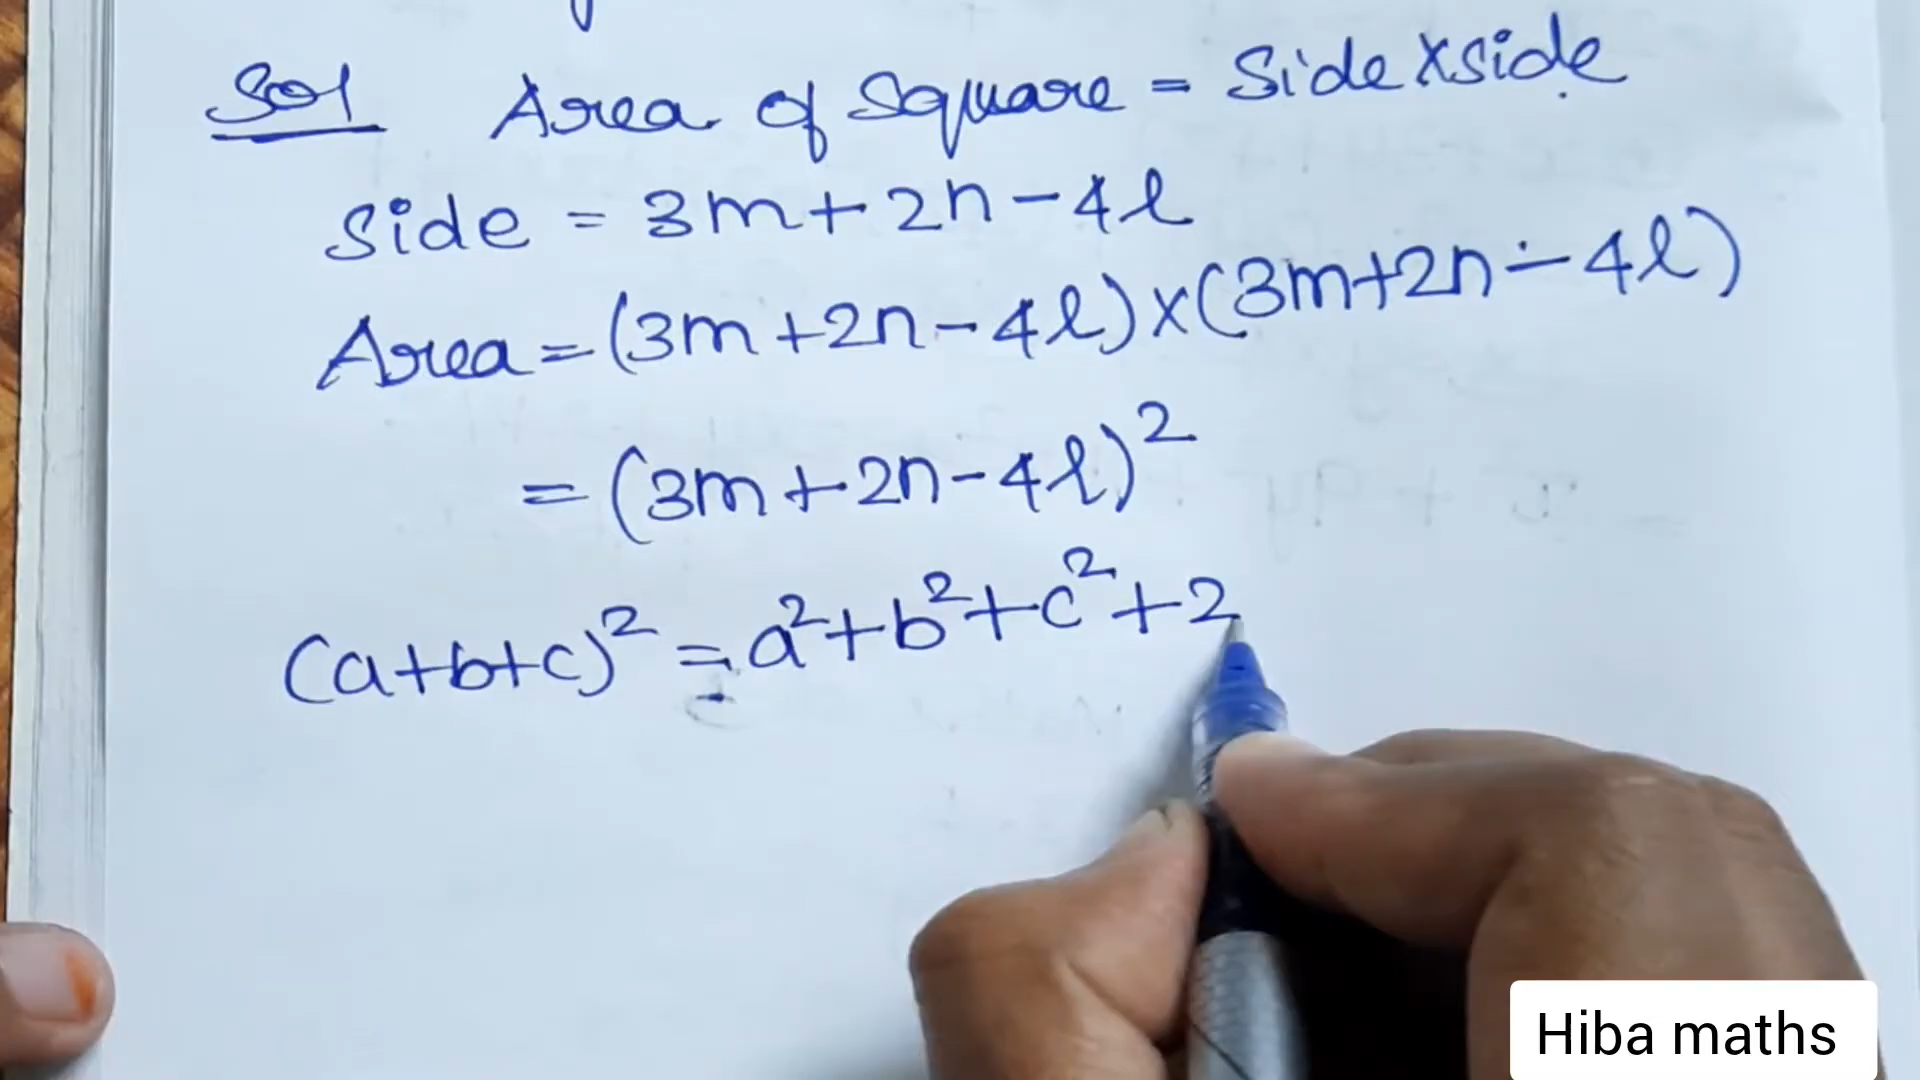 Sol Area of Square = Side×Side
Side = 3m+2n-4l
Area = (3m+2n-4l)×(3m+2n-4l)
= (3m+2n-4l)²
(a+b+c)² = a²+b²+c²+2
Hiba maths